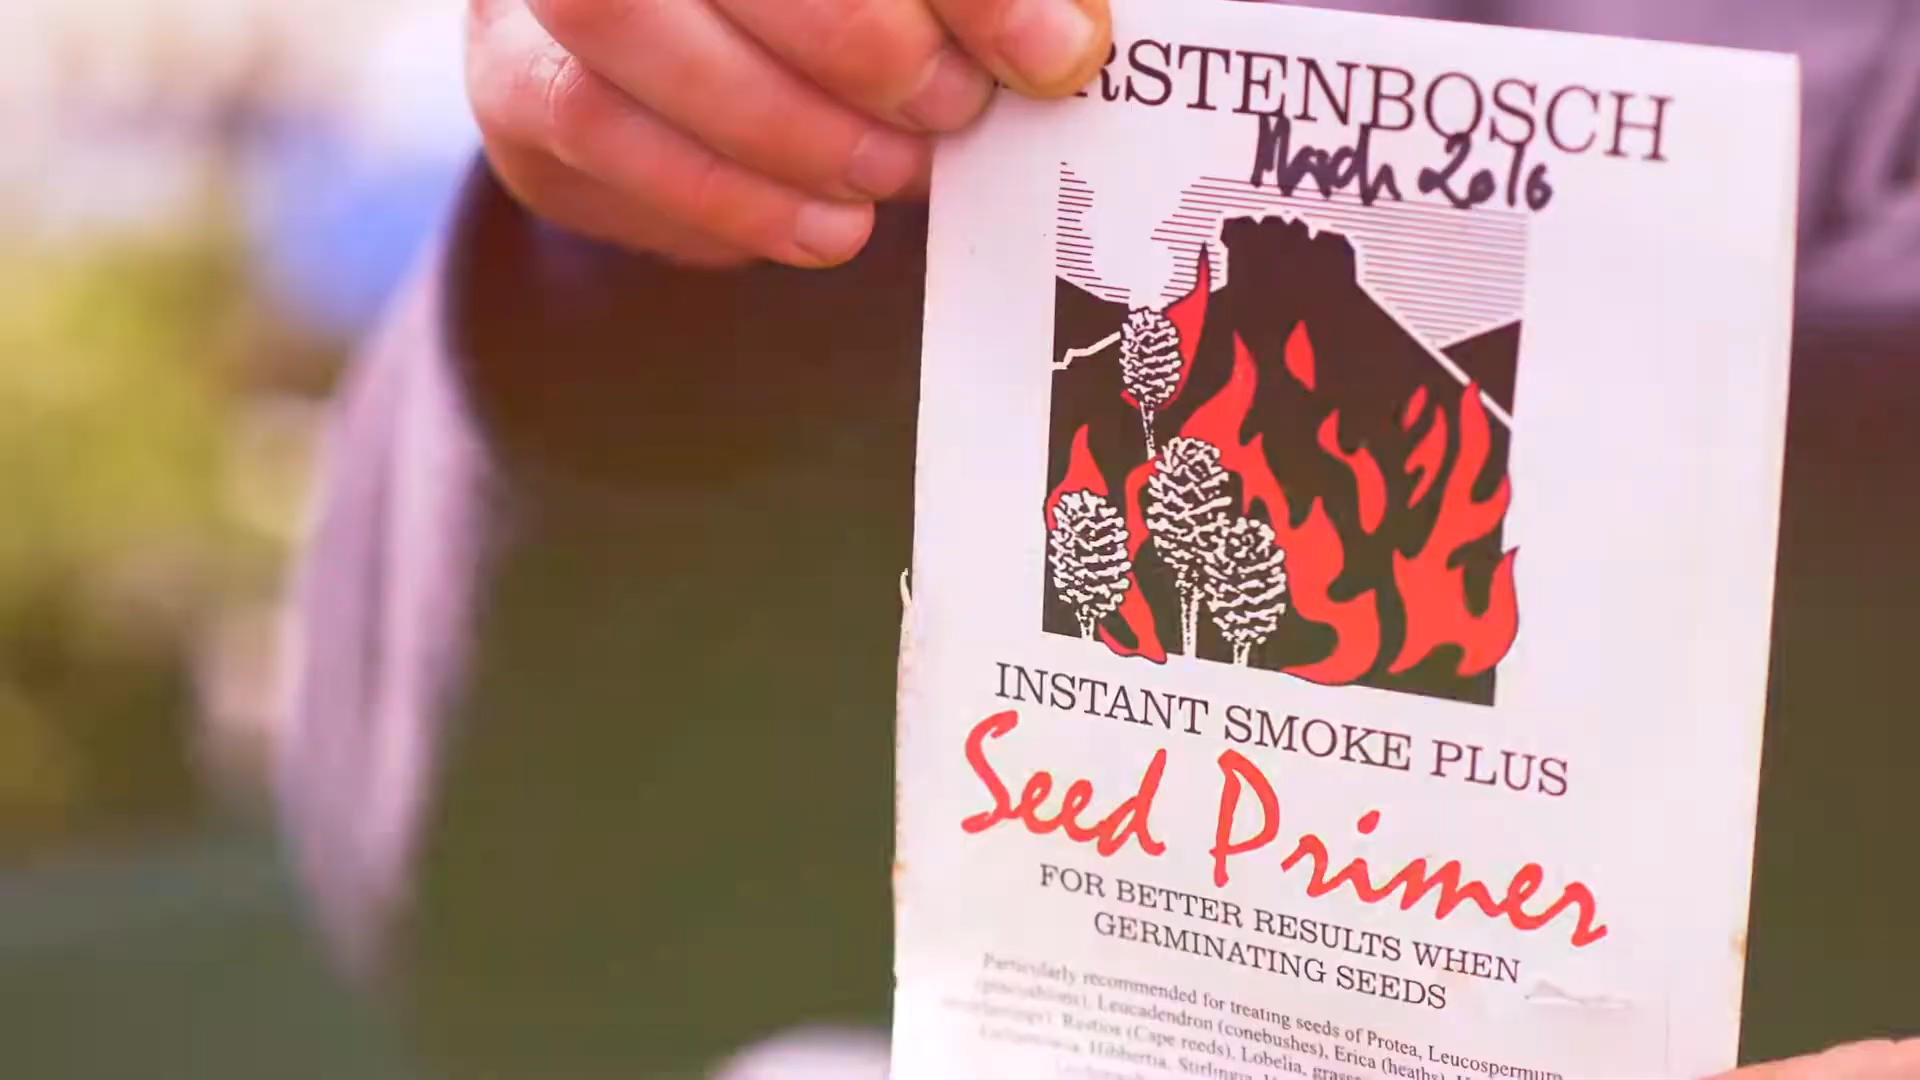 RSTENBOSCH
March 2016
INSTANT SMOKE PLUS
Seed Primer
FOR BETTER RESULTS WHEN
GERMINATING SEEDS
Particularly recommended for treating seeds of Protea, Leucospermum
(pincushions), Leucadendron (conebushes), Erica (heaths),
Restios (Cape reeds), Lobelia,
Hibbertia, Stirlingia,